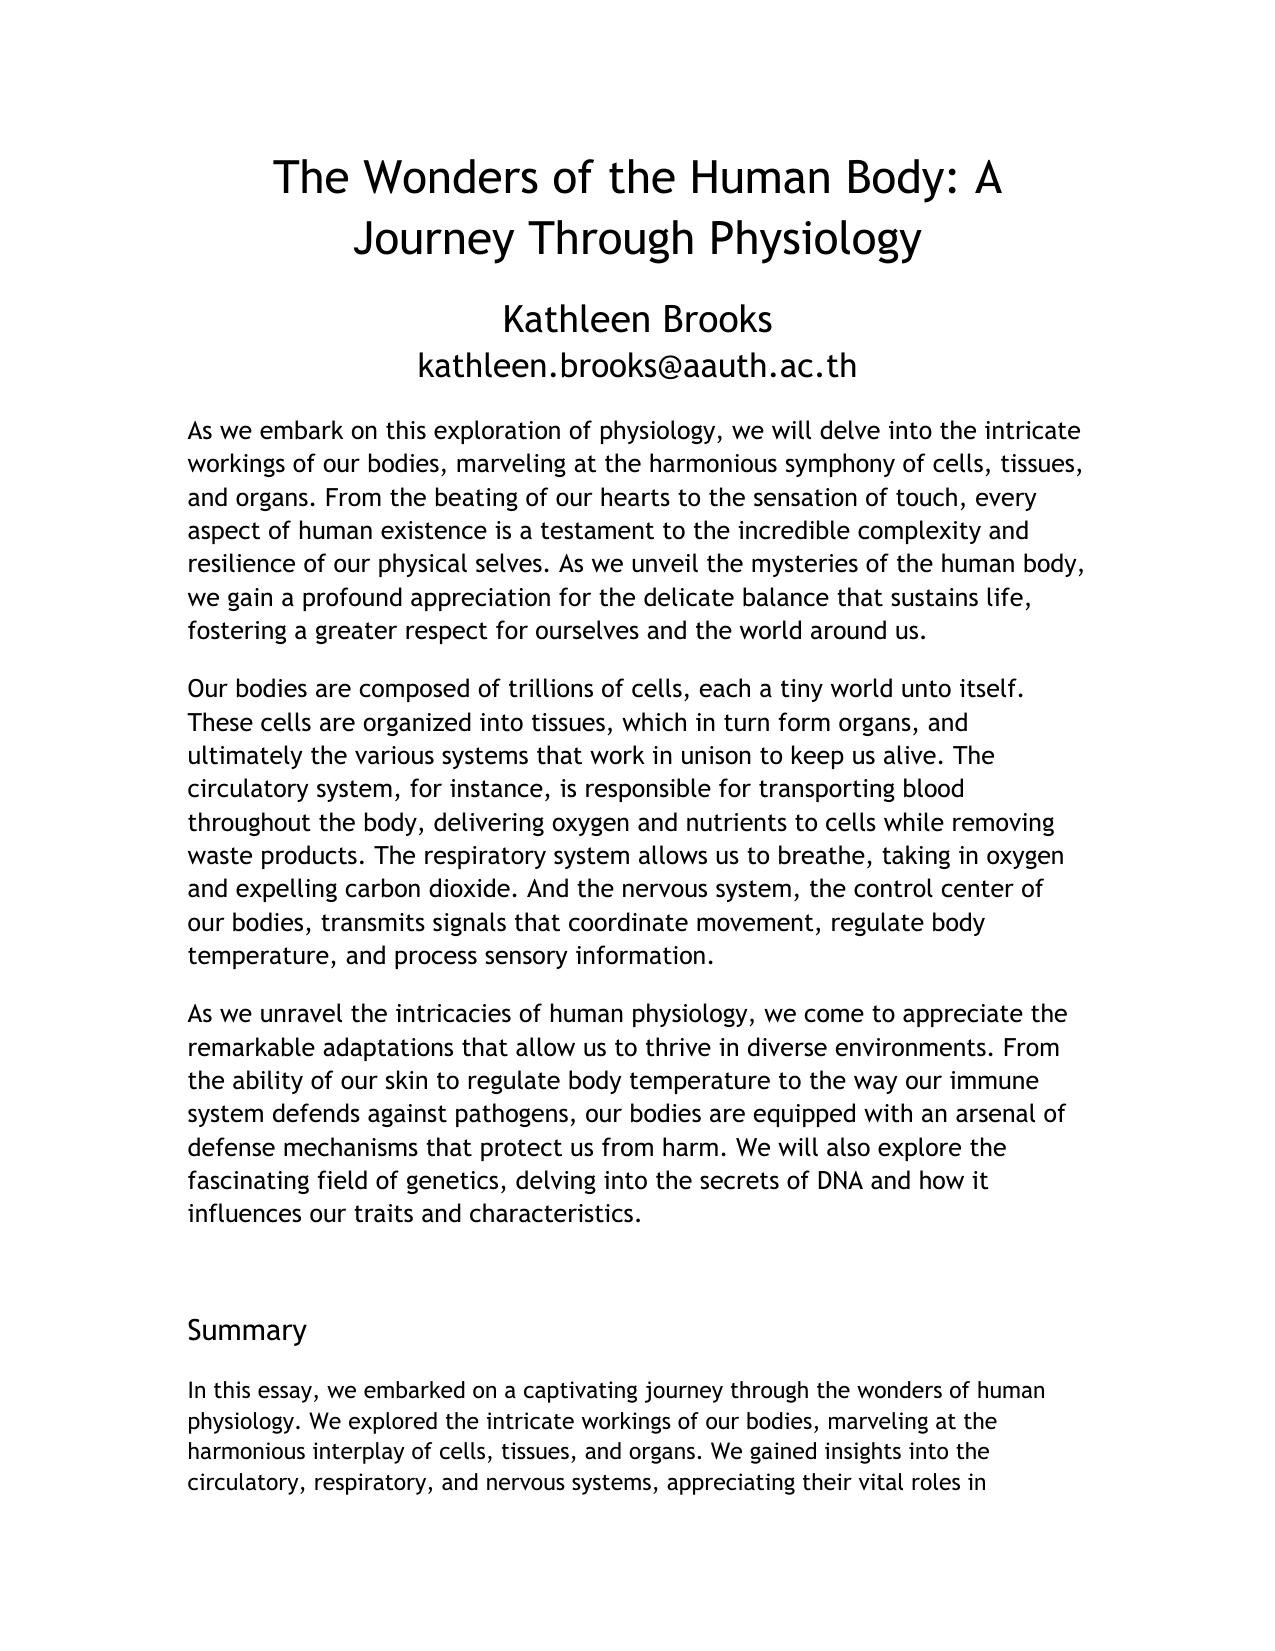 The Wonders of the Human Body: A
Journey Through Physiology
Kathleen Brooks
kathleen.brooks@aauth.ac.th
As we embark on this exploration of physiology, we will delve into the intricate
workings of our bodies, marveling at the harmonious symphony of cells, tissues,
and organs. From the beating of our hearts to the sensation of touch, every
aspect of human existence is a testament to the incredible complexity and
resilience of our physical selves. As we unveil the mysteries of the human body,
we gain a profound appreciation for the delicate balance that sustains life,
fostering a greater respect for ourselves and the world around us.
Our bodies are composed of trillions of cells, each a tiny world unto itself.
These cells are organized into tissues, which in turn form organs, and
ultimately the various systems that work in unison to keep us alive. The
circulatory system, for instance, is responsible for transporting blood
throughout the body, delivering oxygen and nutrients to cells while removing
waste products. The respiratory system allows us to breathe, taking in oxygen
and expelling carbon dioxide. And the nervous system, the control center of
our bodies, transmits signals that coordinate movement, regulate body
temperature, and process sensory information.
As we unravel the intricacies of human physiology, we come to appreciate the
remarkable adaptations that allow us to thrive in diverse environments. From
the ability of our skin to regulate body temperature to the way our immune
system defends against pathogens, our bodies are equipped with an arsenal of
defense mechanisms that protect us from harm. We will also explore the
fascinating field of genetics, delving into the secrets of DNA and how it
influences our traits and characteristics.
Summary
In this essay, we embarked on a captivating journey through the wonders of human
physiology. We explored the intricate workings of our bodies, marveling at the
harmonious interplay of cells, tissues, and organs. We gained insights into the
circulatory, respiratory, and nervous systems, appreciating their vital roles in